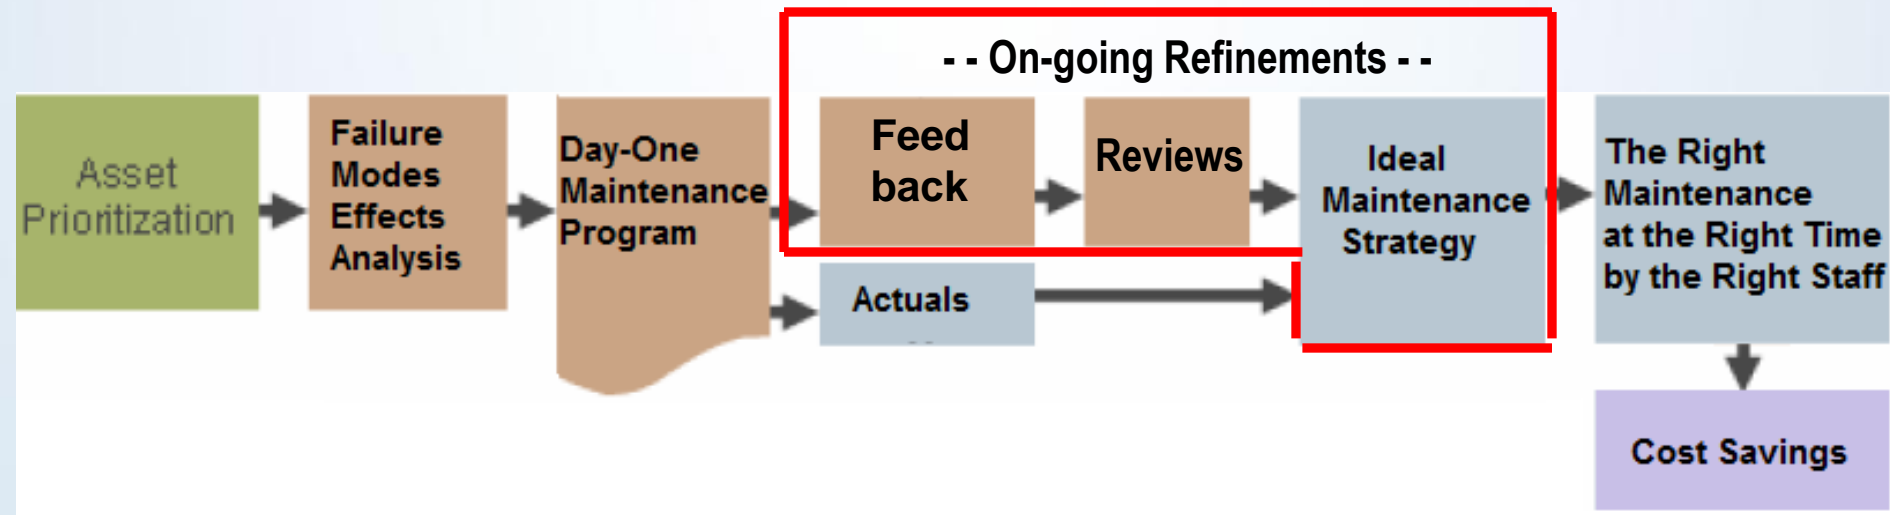 - - On-going Refinements - -
Asset
Prioritization
Failure
Modes
Effects
Analysis
Day-One
Maintenance
Program
Feed
back
Reviews
Actuals
Ideal
Maintenance
Strategy
The Right
Maintenance
at the Right Time
by the Right Staff
Cost Savings